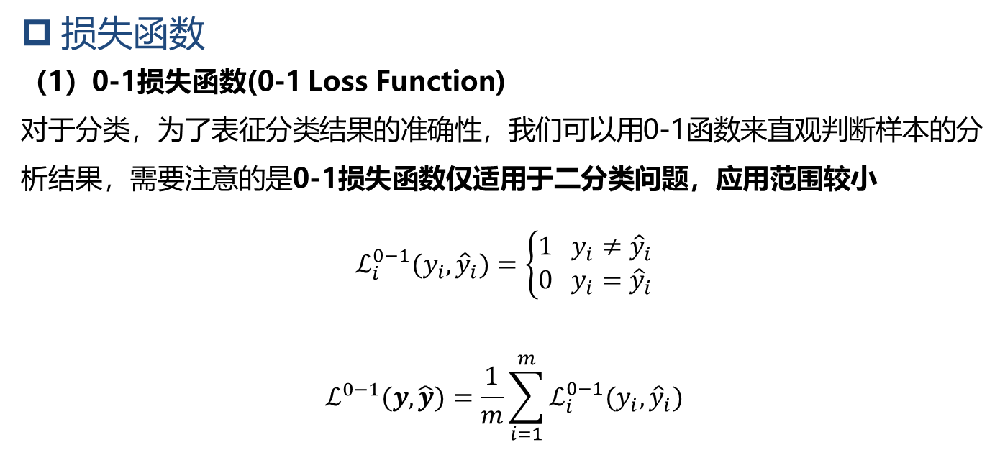 损失函数
（1）0-1损失函数(0-1 Loss Function)
对于分类，为了表征分类结果的准确性，我们可以用0-1函数来直观判断样本的分
析结果，需要注意的是0-1损失函数仅适用于二分类问题，应用范围较小
$\mathcal{L}_i^{0-1}(y_i, \hat{y}_i) = \begin{cases} 1 & y_i \neq \hat{y}_i \\ 0 & y_i = \hat{y}_i \end{cases}$
$\mathcal{L}^{0-1}(\boldsymbol{y}, \widehat{\boldsymbol{y}}) = \frac{1}{m} \sum_{i=1}^{m} \mathcal{L}_i^{0-1}(y_i, \hat{y}_i)$